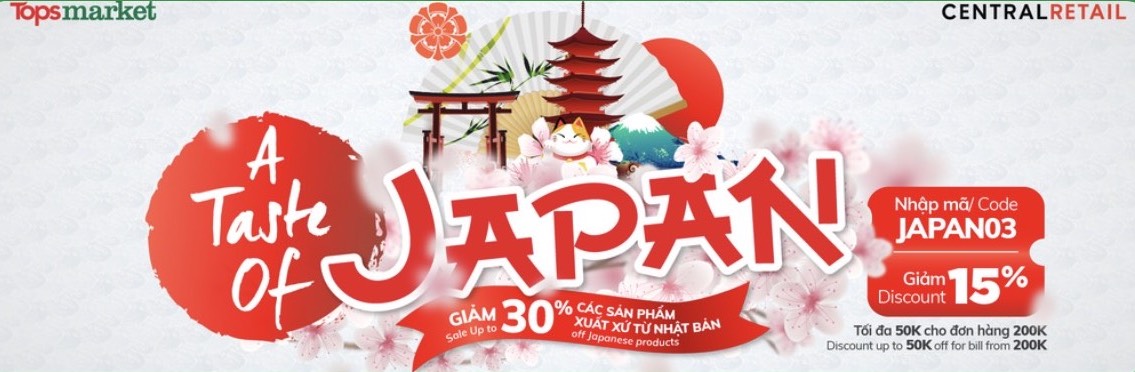 Topsmarket
CENTRALRETAIL
A
Taste
Of
JAPAN
GIẢM 30% CÁC SẢN PHẨM
Sale Up to XUẤT XỨ TỪ NHẬT BẢN
off Japanese products
Nhập mã/ Code
JAPAN03
Giảm 15%
Discount
Tối đa 50K cho đơn hàng 200K
Discount up to 50K off for bill from 200K